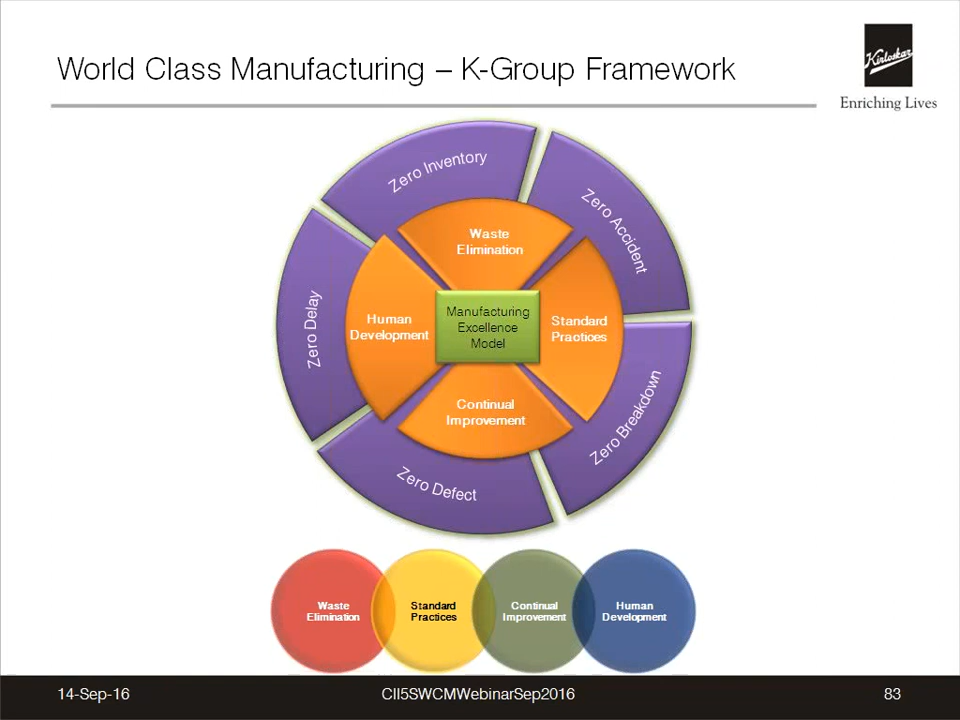 World Class Manufacturing – K-Group Framework
Kirloskar
Enriching Lives
Zero Inventory
Zero Accident
Zero Delay
Zero Breakdown
Zero Defect
Waste
Elimination
Human
Development
Manufacturing
Excellence
Model
Standard
Practices
Continual
Improvement
Waste
Elimination
Standard
Practices
Continual
Improvement
Human
Development
14-Sep-16
CII5SWCMWebinarSep2016
83